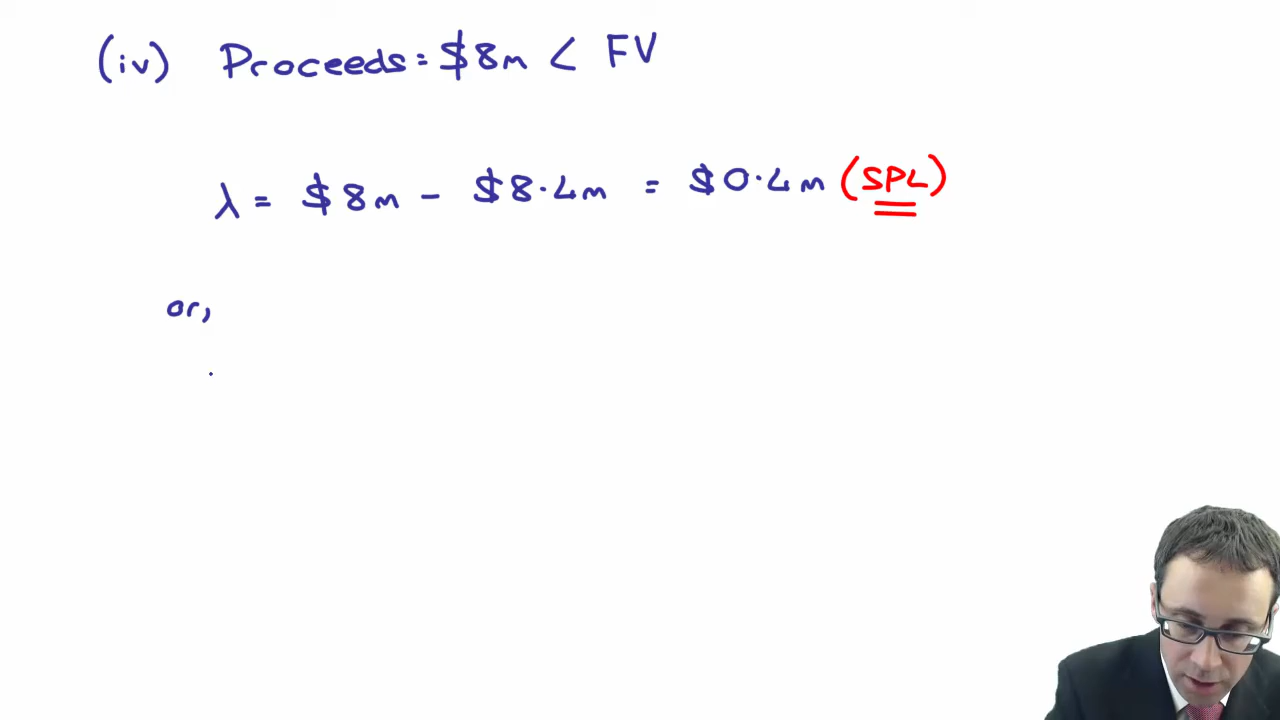 (iv) Proceeds = $8m < FV
λ = $8m - $8.4m = $0.4m (SPL)
or,